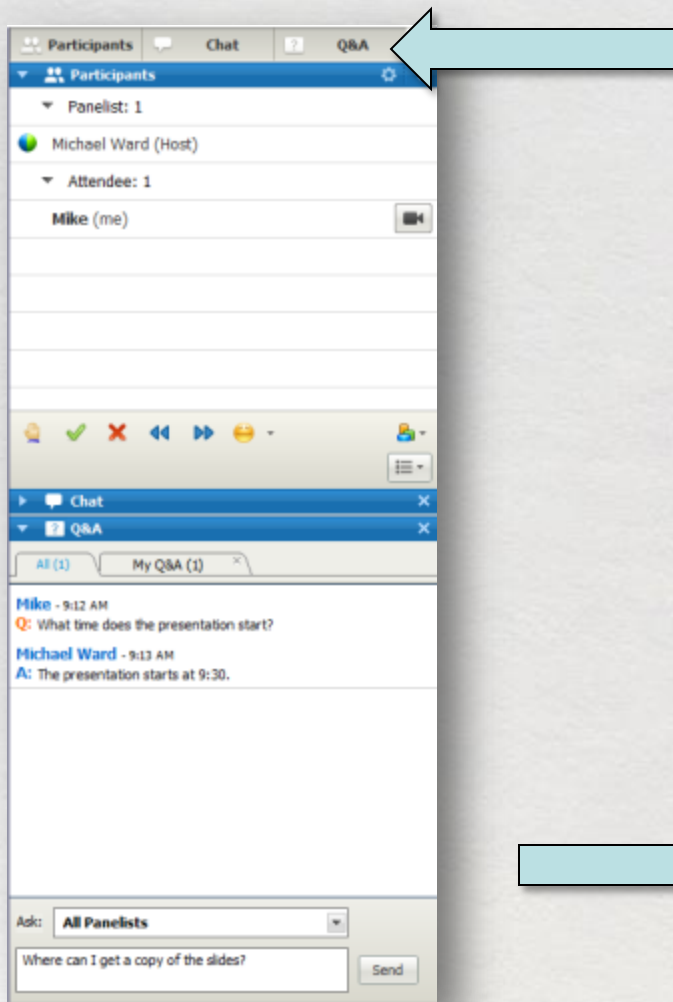 Participants Chat ? Q&A
Participants
Panelist: 1
Michael Ward (Host)
Attendee: 1
Mike (me)
Chat
? Q&A
All (1) My Q&A (1)
Mike - 9:12 AM
Q: What time does the presentation start?
Michael Ward - 9:13 AM
A: The presentation starts at 9:30.
Ask: All Panelists
Where can I get a copy of the slides?
Send